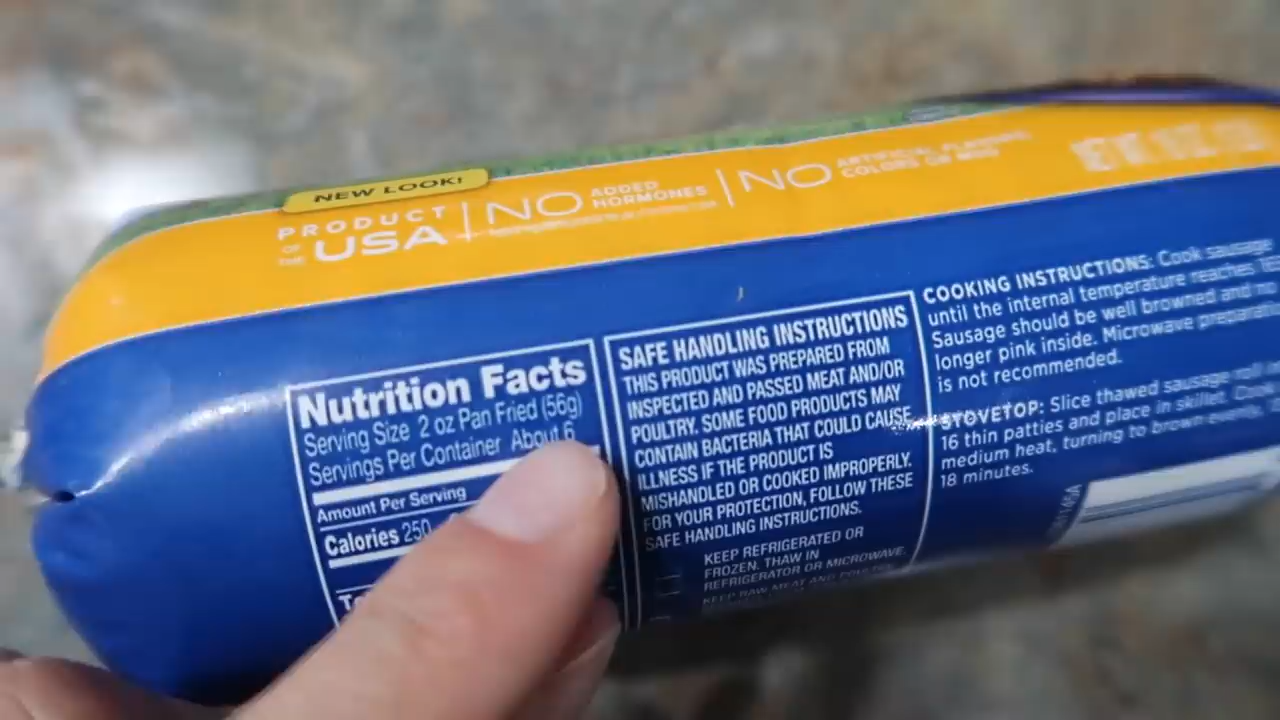 NEW LOOK!
PRODUCT
OF THE USA
NO ADDED
HORMONES
NO ARTIFICIAL FLAVORS,
COLORS OR MSG
Nutrition Facts
Serving Size 2 oz Pan Fried (56g)
Servings Per Container About 6
Amount Per Serving
Calories 250
SAFE HANDLING INSTRUCTIONS
THIS PRODUCT WAS PREPARED FROM
INSPECTED AND PASSED MEAT AND/OR
POULTRY. SOME FOOD PRODUCTS MAY
CONTAIN BACTERIA THAT COULD CAUSE
ILLNESS IF THE PRODUCT IS
MISHANDLED OR COOKED IMPROPERLY.
FOR YOUR PROTECTION, FOLLOW THESE
SAFE HANDLING INSTRUCTIONS.
KEEP REFRIGERATED OR
FROZEN. THAW IN
REFRIGERATOR OR MICROWAVE.
KEEP RAW MEAT AND POULTRY
COOKING INSTRUCTIONS: Cook sausage
until the internal temperature reaches
Sausage should be well browned and no
longer pink inside. Microwave
is not recommended.
STOVETOP: Slice thawed sausage roll
16 thin patties and place in skillet. Cook
medium heat, turning to brown evenly,
18 minutes.